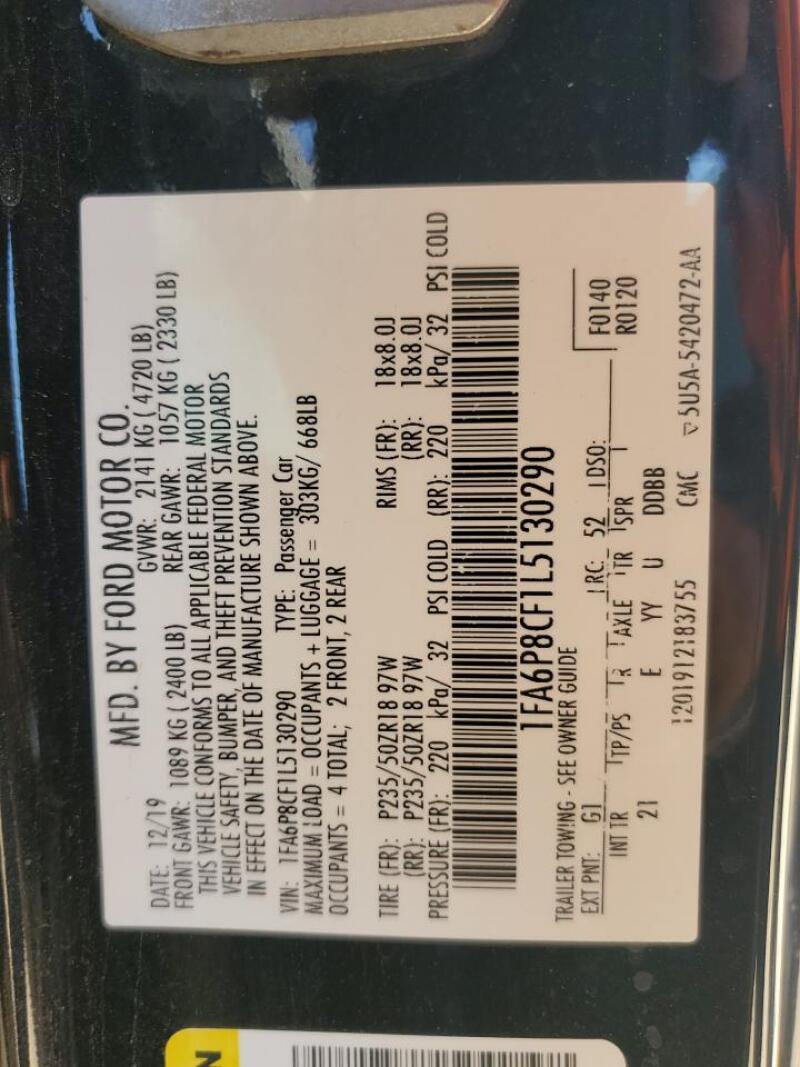 MFD. BY FORD MOTOR CO.
DATE: 12/19 GVWR: 2141 KG ( 4720 LB)
FRONT GAWR: 1089 KG ( 2400 LB) REAR GAWR: 1057 KG ( 2330 LB)
THIS VEHICLE CONFORMS TO ALL APPLICABLE FEDERAL MOTOR
VEHICLE SAFETY, BUMPER, AND THEFT PREVENTION STANDARDS
IN EFFECT ON THE DATE OF MANUFACTURE SHOWN ABOVE.
VIN: 1FA6P8CF1L5130290 TYPE: Passenger Car
MAXIMUM LOAD = OCCUPANTS + LUGGAGE = 303KG/ 668LB
OCCUPANTS = 4 TOTAL; 2 FRONT, 2 REAR
TIRE (FR): P235/50ZR18 97W RIMS (FR): 18x8.0J
(RR): P235/50ZR18 97W (RR): 18x8.0J
PRESSURE (FR): 220 kPa/ 32 PSI COLD (RR): 220 kPa/ 32 PSI COLD
1FA6P8CF1L5130290
TRAILER TOWING - SEE OWNER GUIDE
EXT PNT: G1 RC: 52 DSO: F0140
INT TR TP/PS R AXLE TR SPR R0120
21 E YY U DDBB
1201912183755 CMC ▽5U5A-5420472-AA
N